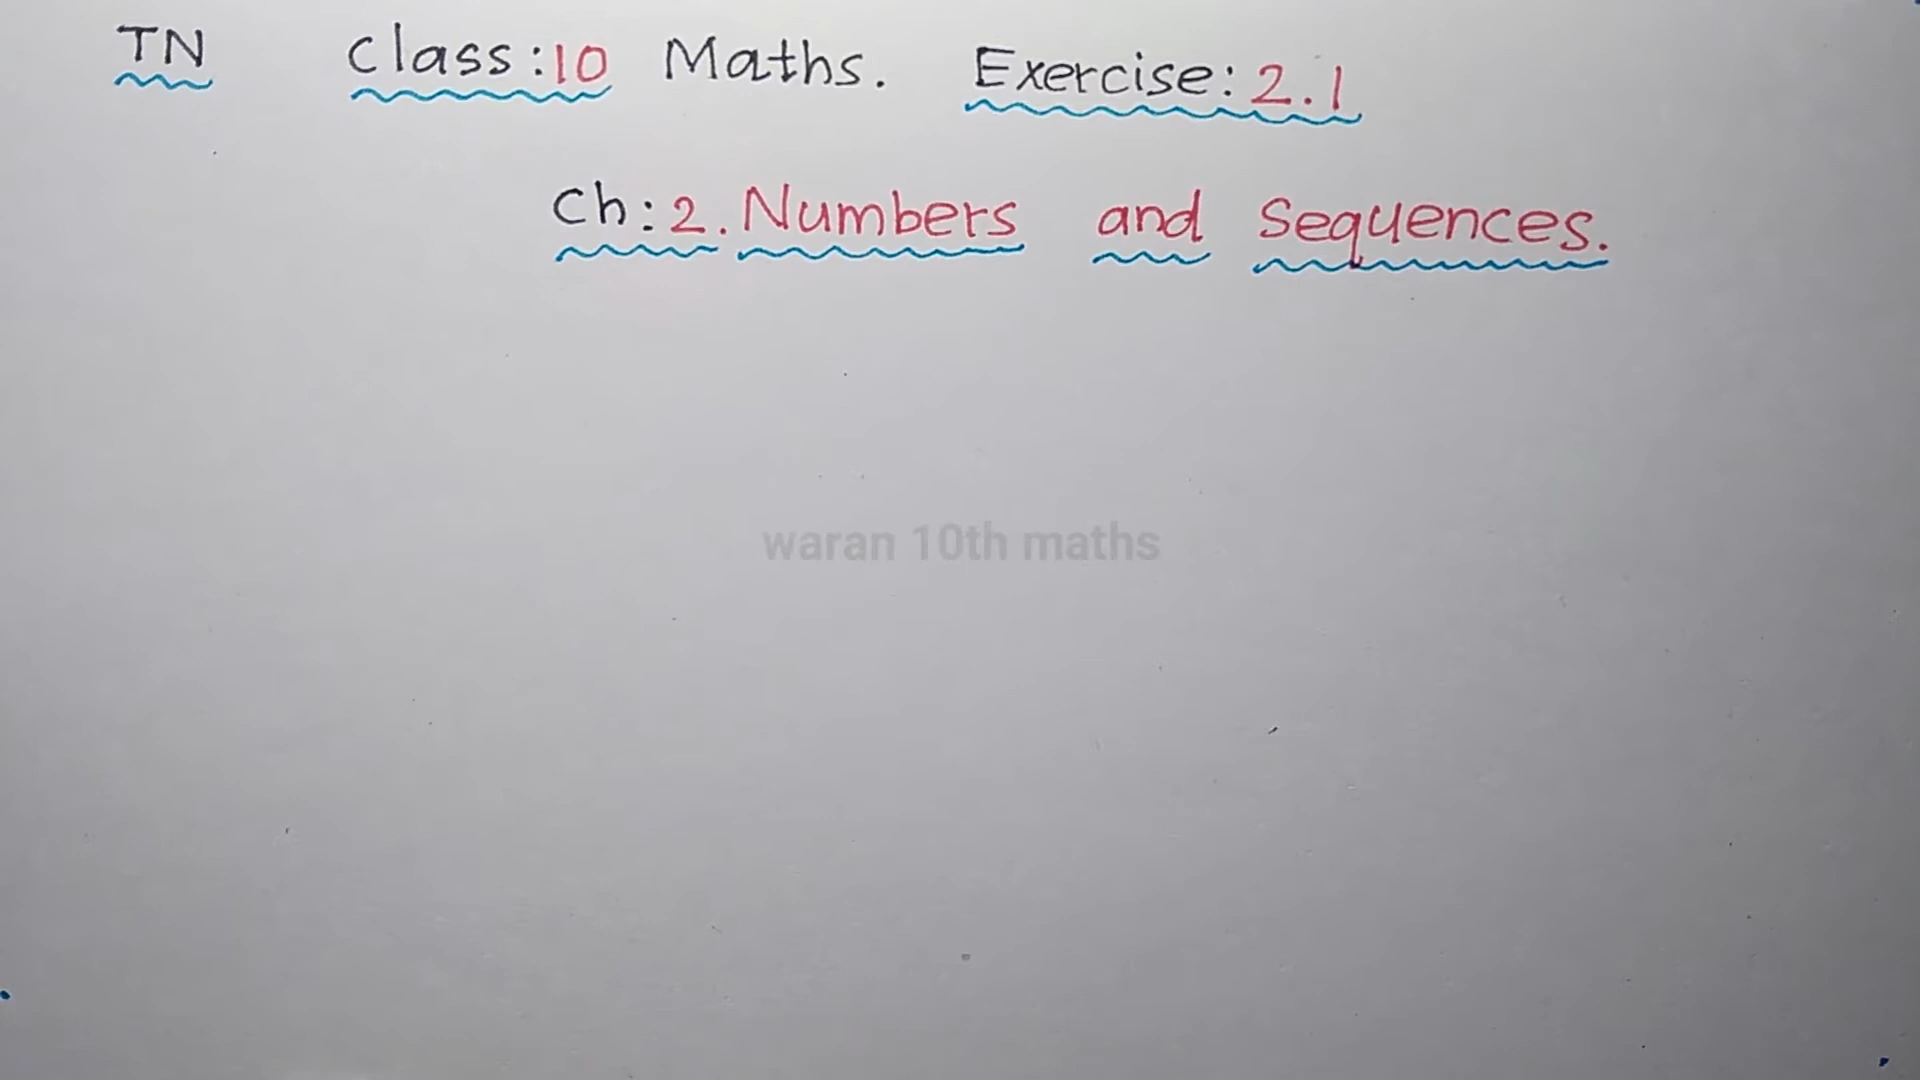 TN Class:10 Maths. Exercise: 2.1
Ch: 2. Numbers and Sequences.
waran 10th maths